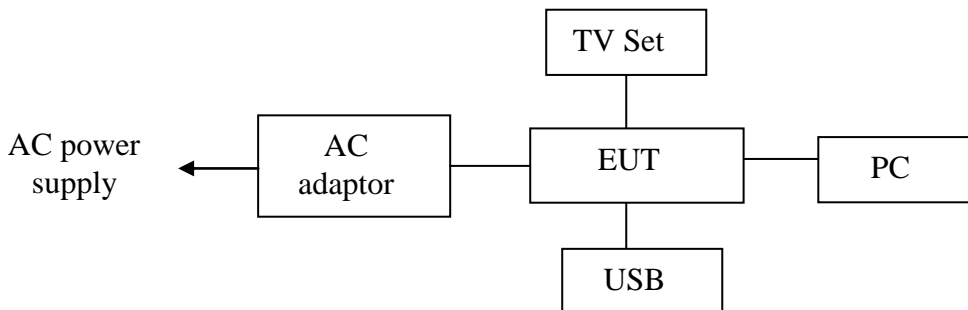 TV Set
AC power
supply
AC
adaptor
EUT
PC
USB